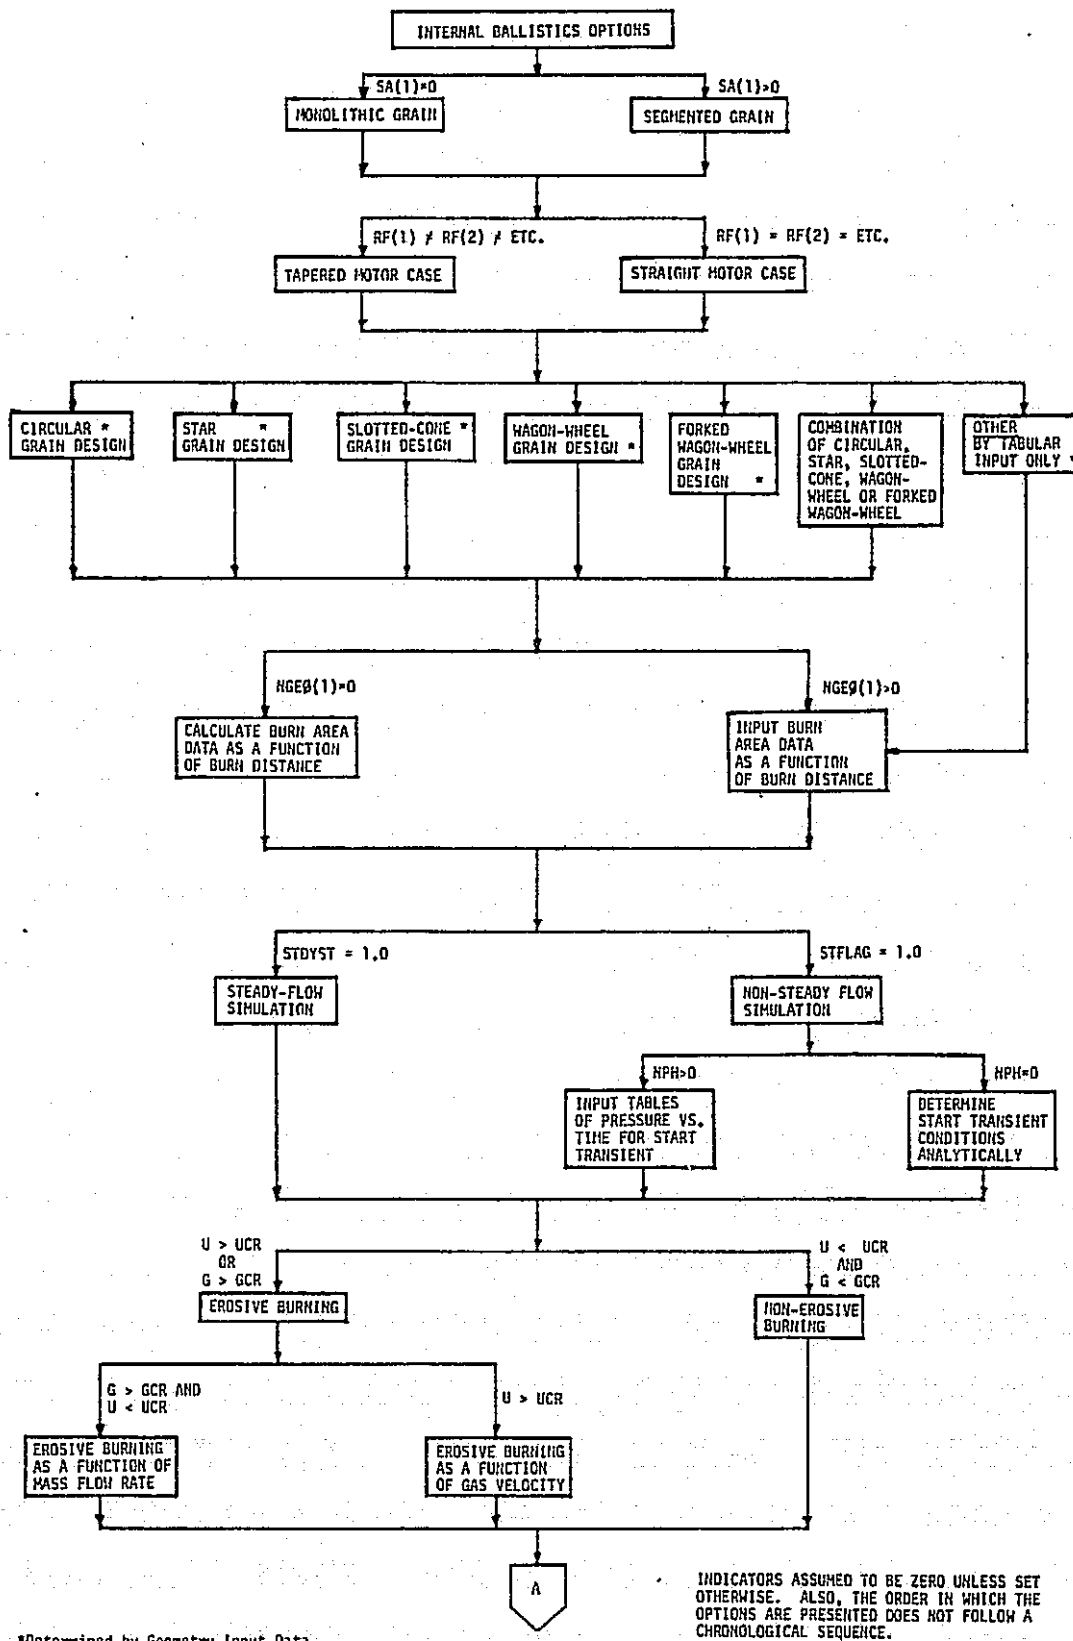 INTERNAL BALLISTICS OPTIONS
SA(1)=0
SA(1)>0
MONOLITHIC GRAIN
SEGMENTED GRAIN
RF(1) ≠ RF(2) ≠ ETC.
RF(1) = RF(2) = ETC.
TAPERED MOTOR CASE
STRAIGHT MOTOR CASE
CIRCULAR *
GRAIN DESIGN
STAR *
GRAIN DESIGN
SLOTTED-CONE *
GRAIN DESIGN
WAGON-WHEEL
GRAIN DESIGN *
FORKED
WAGON-WHEEL
GRAIN
DESIGN *
COMBINATION
OF CIRCULAR,
STAR, SLOTTED-
CONE, WAGON-
WHEEL OR FORKED
WAGON-WHEEL
OTHER
BY TABULAR
INPUT ONLY *
NGEØ(1)=0
NGEØ(1)>0
CALCULATE BURN AREA
DATA AS A FUNCTION
OF BURN DISTANCE
INPUT BURN
AREA DATA
AS A FUNCTION
OF BURN DISTANCE
STDYST = 1.0
STFLAG = 1.0
STEADY-FLOW
SIMULATION
NON-STEADY FLOW
SIMULATION
NPH>0
NPH=0
INPUT TABLES
OF PRESSURE VS.
TIME FOR START
TRANSIENT
DETERMINE
START TRANSIENT
CONDITIONS
ANALYTICALLY
U > UCR
OR
G > GCR
U < UCR
AND
G < GCR
EROSIVE BURNING
NON-EROSIVE
BURNING
G > GCR AND
U < UCR
U > UCR
EROSIVE BURNING
AS A FUNCTION OF
MASS FLOW RATE
EROSIVE BURNING
AS A FUNCTION
OF GAS VELOCITY
A
INDICATORS ASSUMED TO BE ZERO UNLESS SET
OTHERWISE. ALSO, THE ORDER IN WHICH THE
OPTIONS ARE PRESENTED DOES NOT FOLLOW A
CHRONOLOGICAL SEQUENCE.
*Determined by Geometry Input Data